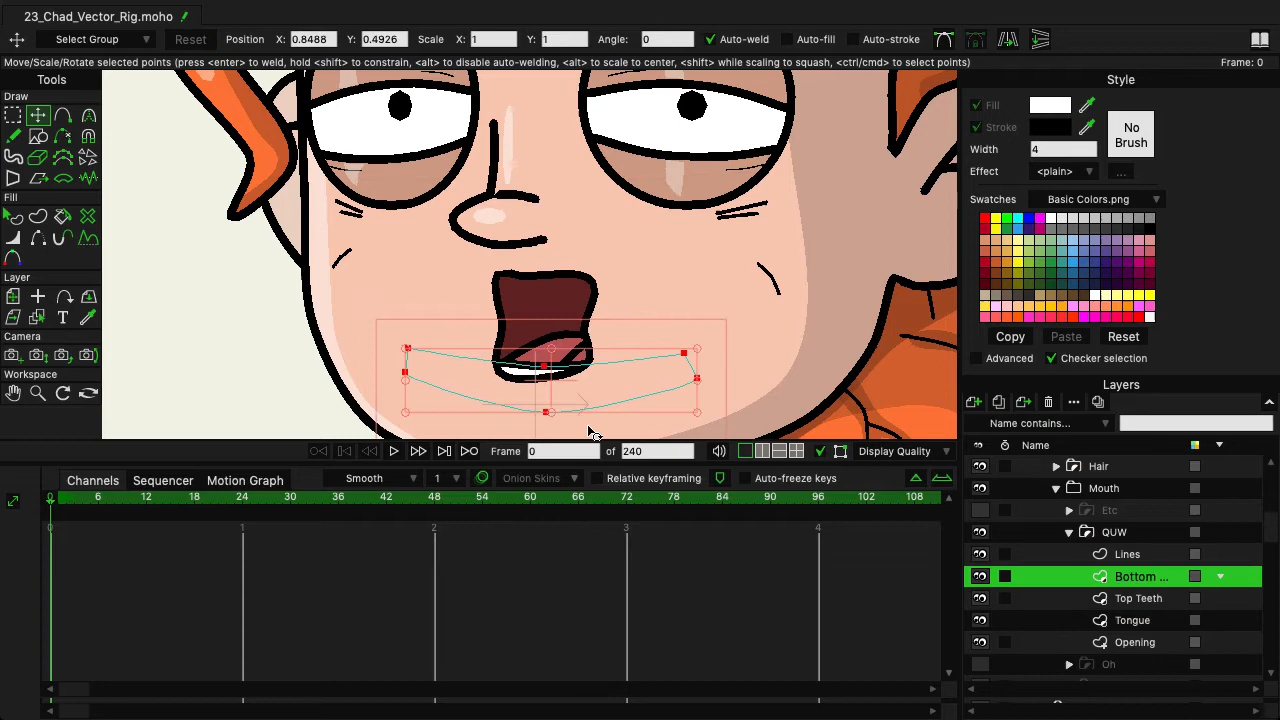 23_Chad_Vector_Rig.moho
Select Group Reset Position X: 0.8488 Y: 0.4926 Scale X: 1 Y: 1 Angle: 0 Auto-weld Auto-fill Auto-stroke
Move/Scale/Rotate selected points (press <enter> to weld, hold <shift> to constrain, <alt> to disable auto-welding, <alt> to scale to center, <shift> while scaling to squash, <ctrl/cmd> to select points) Frame: 0
Tools
Draw
Fill
Layer
T
Camera
Workspace
Style
Fill
Stroke
No Brush
Width 4
Effect <plain> ...
Swatches Basic Colors.png
Copy Paste Reset
Advanced Checker selection
Layers
Name contains...
Name
Hair
Mouth
Etc
QUW
Lines
Bottom ...
Top Teeth
Tongue
Opening
Oh
Frame 0 of 240 Display Quality
Channels Sequencer Motion Graph Smooth 1 Onion Skins Relative keyframing Auto-freeze keys
0 6 12 18 24 30 36 42 48 54 60 66 72 78 84 90 96 102 108
0 1 2 3 4